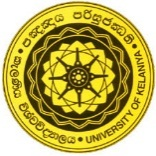 පඤ්ඤාය පරිසුජ්ඣති
කැලණිය විශ්වවිද්‍යාලය
UNIVERSITY OF KELANIYA